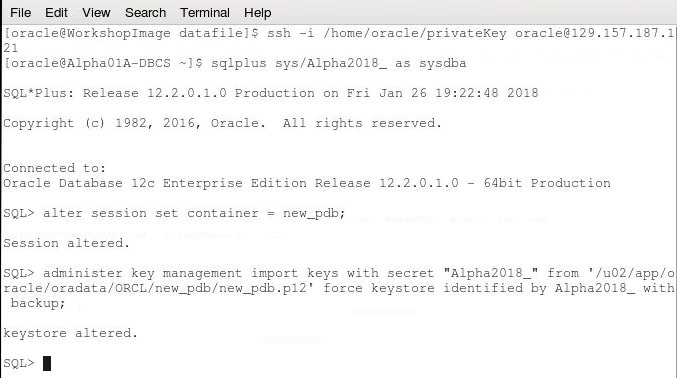 File Edit View Search Terminal Help
[oracle@WorkshopImage datafile]$ ssh -i /home/oracle/privateKey oracle@129.157.187.1
21
[oracle@Alpha01A-DBCS ~]$ sqlplus sys/Alpha2018_ as sysdba
SQL*Plus: Release 12.2.0.1.0 Production on Fri Jan 26 19:22:48 2018
Copyright (c) 1982, 2016, Oracle.  All rights reserved.
Connected to:
Oracle Database 12c Enterprise Edition Release 12.2.0.1.0 - 64bit Production
SQL> alter session set container = new_pdb;
Session altered.
SQL> administer key management import keys with secret "Alpha2018_" from '/u02/app/o
racle/oradata/ORCL/new_pdb/new_pdb.p12' force keystore identified by Alpha2018_ with
 backup;
keystore altered.
SQL>